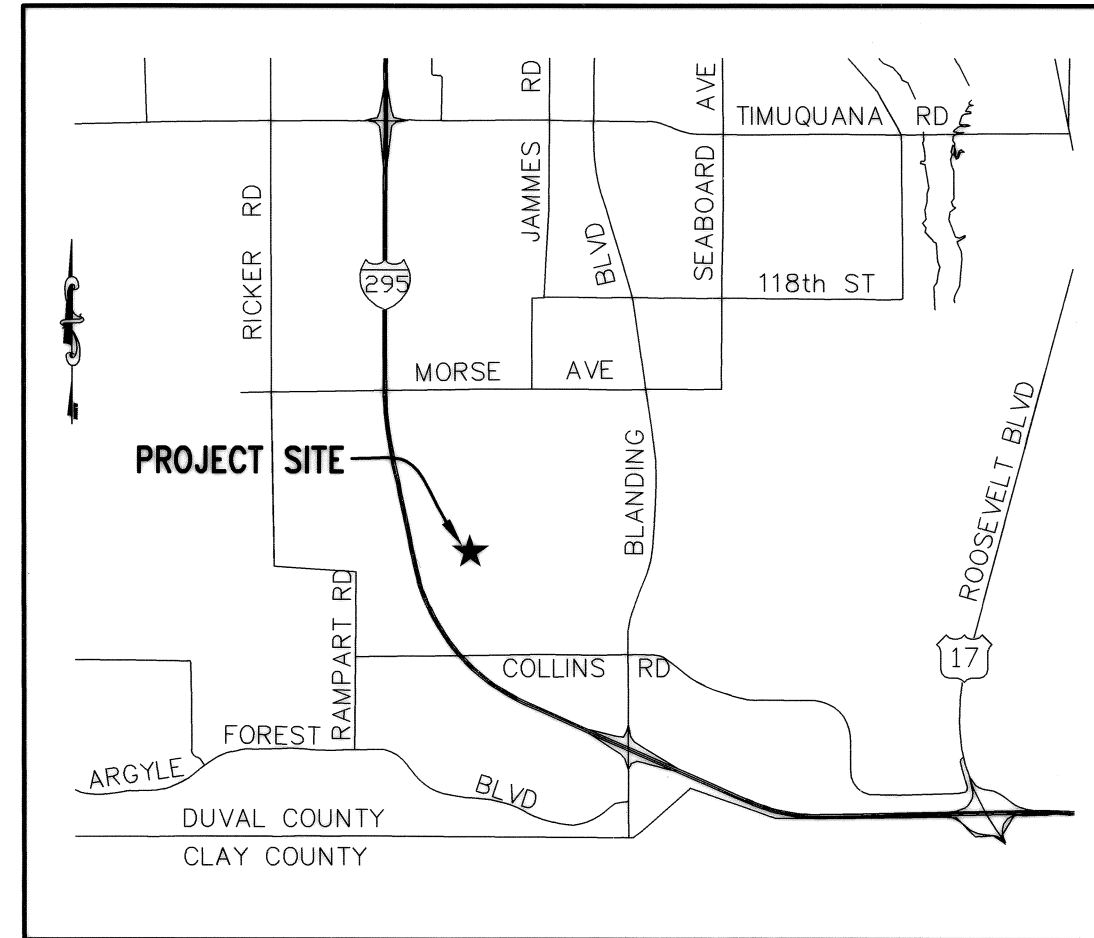 TIMUQUANA RD
JAMMES RD
SEABOARD AVE
RICKER RD
BLANDING BLVD
295
118th ST
MORSE AVE
PROJECT SITE
ROOSEVELT BLVD
17
RAMPART RD
COLLINS RD
ARGYLE FOREST BLVD
DUVAL COUNTY
CLAY COUNTY